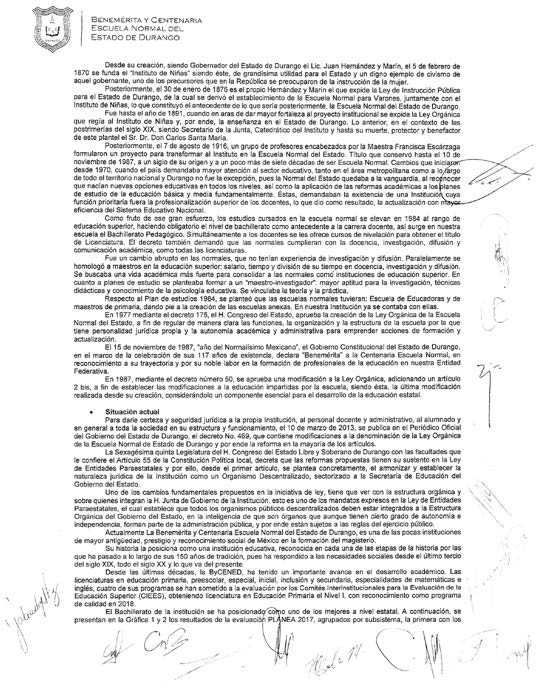 BENEMÉRITA Y CENTENARIA
ESCUELA NORMAL DEL
ESTADO DE DURANGO
Desde su creación, siendo Gobernador del Estado de Durango el Lic. Juan Hernández y Marín, el 5 de febrero de
1870 se funda el "Instituto de Niñas" siendo éste, de grandísima utilidad para el Estado y un digno ejemplo de civismo de
aquel gobernante, uno de los precursores que en la República se preocuparon de la instrucción de la mujer.
Posteriormente, el 30 de enero de 1876 es el propio Hernández y Marín el que expide la Ley de Instrucción Pública
para el Estado de Durango, de la cual se derivó el establecimiento de la Escuela Normal para Varones, juntamente con el
Instituto de Niñas, lo que constituyó el antecedente de lo que sería posteriormente, la Escuela Normal del Estado de Durango.
Fue hasta el año 1891, cuando en aras de dar mayor fortaleza al proyecto institucional se expide la Ley Orgánica
que regía al Instituto de Niñas y, por ende, la enseñanza en el Estado de Durango. Lo anterior, en el contexto de las
postrimerías del siglo XIX, siendo Secretario de la Junta, Catedrático del Instituto y hasta su muerte, protector y benefactor
de este plantel el Sr. Dr. Don Carlos Santa María.
Posteriormente, el 7 de agosto de 1916, un grupo de profesores encabezados por la Maestra Francisca Escárzaga
formularon un proyecto para transformar al Instituto en la Escuela Normal del Estado. Título que conservó hasta el 10 de
noviembre de 1987, a un siglo de su origen y a un poco más de siete décadas de ser Escuela Normal. Cambios que iniciaron
desde 1970, cuando el país demandaba mayor atención al sector educativo, tanto en el área metropolitana como a lo largo
de todo el territorio nacional y Durango no fue la excepción, pues la Normal del Estado quedaba a la vanguardia, al reconocer
que nacían nuevas opciones educativas en todos los niveles, así como la aplicación de las reformas académicas a los planes
de estudio de la educación básica y media fundamentalmente. Éstas, demandaban la existencia de una Institución cuya
función prioritaria fuera la profesionalización superior de los docentes, lo que dio como resultado, la actualización con mayor
eficiencia del Sistema Educativo Nacional.
Como fruto de ese gran esfuerzo, los estudios cursados en la escuela normal se elevan en 1984 al rango de
educación superior, haciendo obligatorio el nivel de bachillerato como antecedente a la carrera docente, así surge en nuestra
escuela el Bachillerato Pedagógico. Simultáneamente a los docentes se les ofrece cursos de nivelación para obtener el título
de Licenciatura. El decreto también demandó que las normales cumplieran con la docencia, investigación, difusión y
comunicación académica, como todas las licenciaturas.
Fue un cambio abrupto en las normales, que no tenían experiencia de investigación y difusión. Paralelamente se
homologó a maestros en la educación superior: salario, tiempo y división de su tiempo en docencia, investigación y difusión.
Se buscaba una vida académica más fuerte para consolidar a las normales como instituciones de educación superior. En
cuanto a planes de estudio se planteaba formar a un "maestro-investigador": mayor aptitud para la investigación, técnicas
didácticas y conocimiento de la psicología educativa. Se vinculaba la teoría y la práctica.
Respecto al Plan de estudios 1984, se planteó que las escuelas normales tuvieran: Escuela de Educadoras y de
maestros de primaria, dando pie a la creación de las escuelas anexas. En nuestra Institución ya se contaba con ellas.
En 1977 mediante el decreto 175, el H. Congreso del Estado, aprueba la creación de la Ley Orgánica de la Escuela
Normal del Estado, a fin de regular de manera clara las funciones, la organización y la estructura de la escuela por la que
tiene personalidad jurídica propia y la autonomía académica y administrativa para emprender acciones de formación y
actualización.
El 15 de noviembre de 1987, "año del Normalismo Mexicano", el Gobierno Constitucional del Estado de Durango,
en el marco de la celebración de sus 117 años de existencia, declara "Benemérita" a la Centenaria Escuela Normal, en
reconocimiento a su trayectoria y por su noble labor en la formación de profesionales de la educación en nuestra Entidad
Federativa.
En 1987, mediante el decreto número 50, se aprueba una modificación a la Ley Orgánica, adicionando un artículo
2 bis, a fin de establecer las modificaciones a la educación impartidas por la escuela, siendo ésta, la última modificación
realizada desde su creación, considerándolo un componente esencial para el desarrollo de la educación estatal.
• Situación actual
Para darle certeza y seguridad jurídica a la propia Institución, al personal docente y administrativo, al alumnado y
en general a toda la sociedad en su estructura y funcionamiento, el 10 de marzo de 2013, se publica en el Periódico Oficial
del Gobierno del Estado de Durango, el decreto No. 469, que contiene modificaciones a la denominación de la Ley Orgánica
de la Escuela Normal de Estado de Durango y por ende la reforma en la mayoría de los artículos.
La Sexagésima Quinta Legislatura del H. Congreso del Estado Libre y Soberano de Durango con las facultades que
le confiere el Artículo 55 de la Constitución Política local, decreta que las reformas propuestas tienen su sustento en la Ley
de Entidades Paraestatales y por ello, desde el primer artículo, se plantea concretamente, el armonizar y establecer la
naturaleza jurídica de la Institución como un Organismo Descentralizado, sectorizado a la Secretaría de Educación del
Gobierno del Estado.
Uno de los cambios fundamentales propuestos en la iniciativa de ley, tiene que ver con la estructura orgánica y
sobre quienes integran la H. Junta de Gobierno de la Institución, esto es uno de los mandatos expresos en la Ley de Entidades
Paraestatales, el cual establece que todos los organismos públicos descentralizados deben estar integrados a la Estructura
Orgánica del Gobierno del Estado, en la inteligencia de que son órganos que aunque tienen cierto grado de autonomía e
independencia, forman parte de la administración pública, y por ende están sujetos a las reglas del ejercicio público.
Actualmente La Benemérita y Centenaria Escuela Normal del Estado de Durango, es una de las pocas instituciones
de mayor antigüedad, prestigio y reconocimiento social de México en la formación del magisterio.
Su historia la posiciona como una institución educativa, reconocida en cada una de las etapas de la historia por las
que ha pasado a lo largo de sus 150 años de tradición, pues ha respondido a las necesidades sociales desde el último tercio
del siglo XIX, todo el siglo XX y lo que va del presente.
Desde las últimas décadas, la ByCENED, ha tenido un importante avance en el desarrollo académico. Las
licenciaturas en educación primaria, preescolar, especial, inicial, inclusión y secundaria, especialidades de matemáticas e
inglés, cuatro de sus programas se han sometido a la evaluación por los Comités Interinstitucionales para la Evaluación de la
Educación Superior (CIEES), obteniendo licenciatura en Educación Primaria el Nivel I, con reconocimiento como programa
de calidad en 2018.
El Bachillerato de la institución se ha posicionado como uno de los mejores a nivel estatal. A continuación, se
presentan en la Gráfica 1 y 2 los resultados de la evaluación PLANEA 2017, agrupados por subsistema, la primera con los